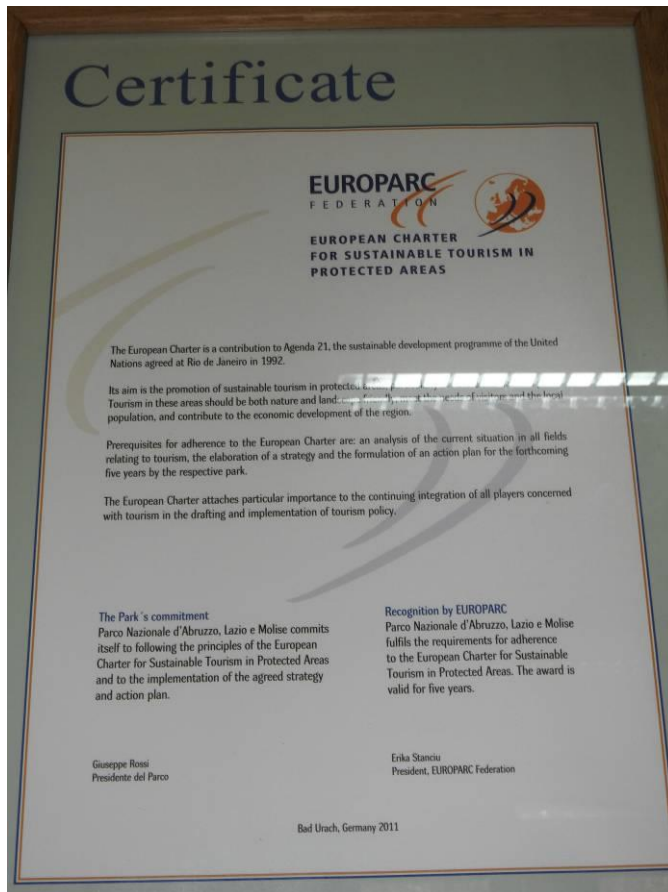 Certificate
EUROPARC
FEDERATION
EUROPEAN CHARTER
FOR SUSTAINABLE TOURISM IN
PROTECTED AREAS
The European Charter is a contribution to Agenda 21, the sustainable development programme of the United
Nations agreed at Rio de Janeiro in 1992.
Its aim is the promotion of sustainable tourism in protected
Tourism in these areas should be both nature and the needs of visitors and the local
population, and contribute to the economic development of the region.
Prerequisites for adherence to the European Charter are: an analysis of the current situation in all fields
relating to tourism, the elaboration of a strategy and the formulation of an action plan for the forthcoming
five years by the respective park.
The European Charter attaches particular importance to the continuing integration of all players concerned
with tourism in the drafting and implementation of tourism policy.
The Park´s commitment
Parco Nazionale d'Abruzzo, Lazio e Molise commits
itself to following the principles of the European
Charter for Sustainable Tourism in Protected Areas
and to the implementation of the agreed strategy
and action plan.
Recognition by EUROPARC
Parco Nazionale d'Abruzzo, Lazio e Molise
fulfils the requirements for adherence
to the European Charter for Sustainable
Tourism in Protected Areas. The award is
valid for five years.
Giuseppe Rossi
Presidente del Parco
Erika Stanciu
President, EUROPARC Federation
Bad Urach, Germany 2011